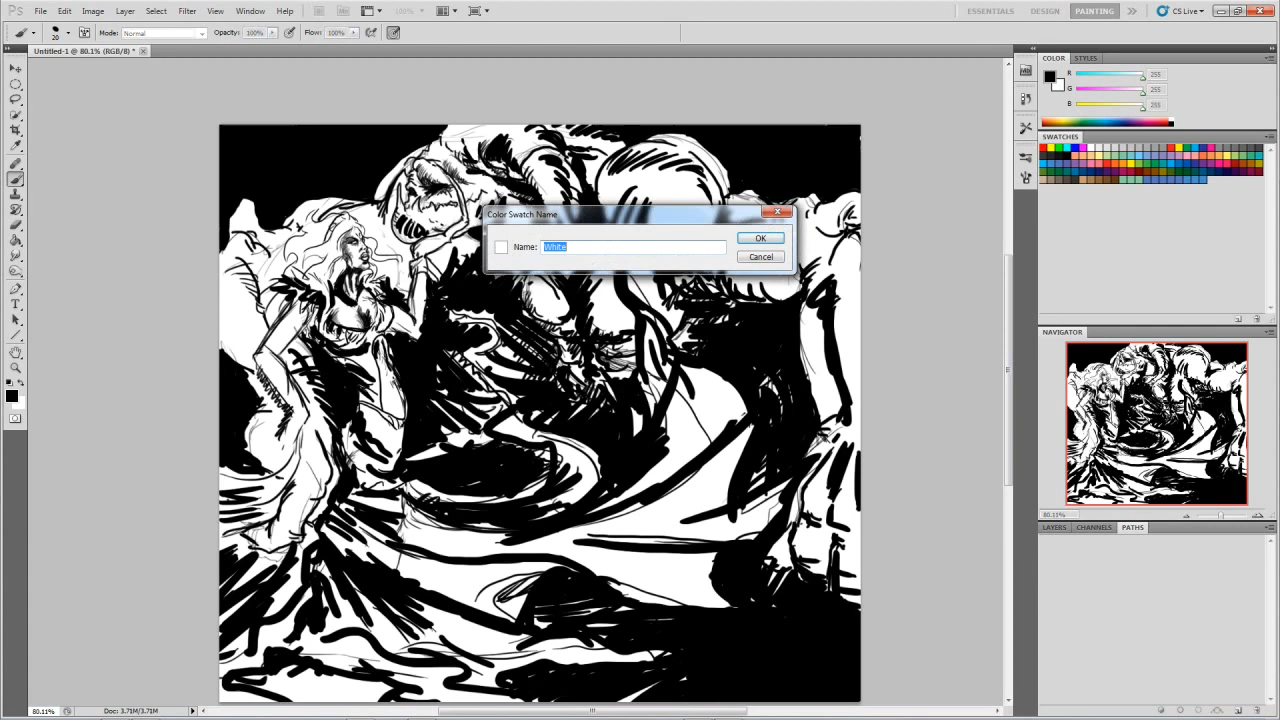 Ps File Edit Image Layer Select Filter View Window Help 100% ESSENTIALS DESIGN PAINTING CS Live
20 Mode: Normal Opacity: 100% Flow: 100%
Untitled-1 @ 80.1% (RGB/8) *
COLOR STYLES
R 255
G 255
B 255
SWATCHES
Color Swatch Name
Name: White
OK
Cancel
NAVIGATOR
80.11%
LAYERS CHANNELS PATHS
80.11% Doc: 3.71M/3.71M